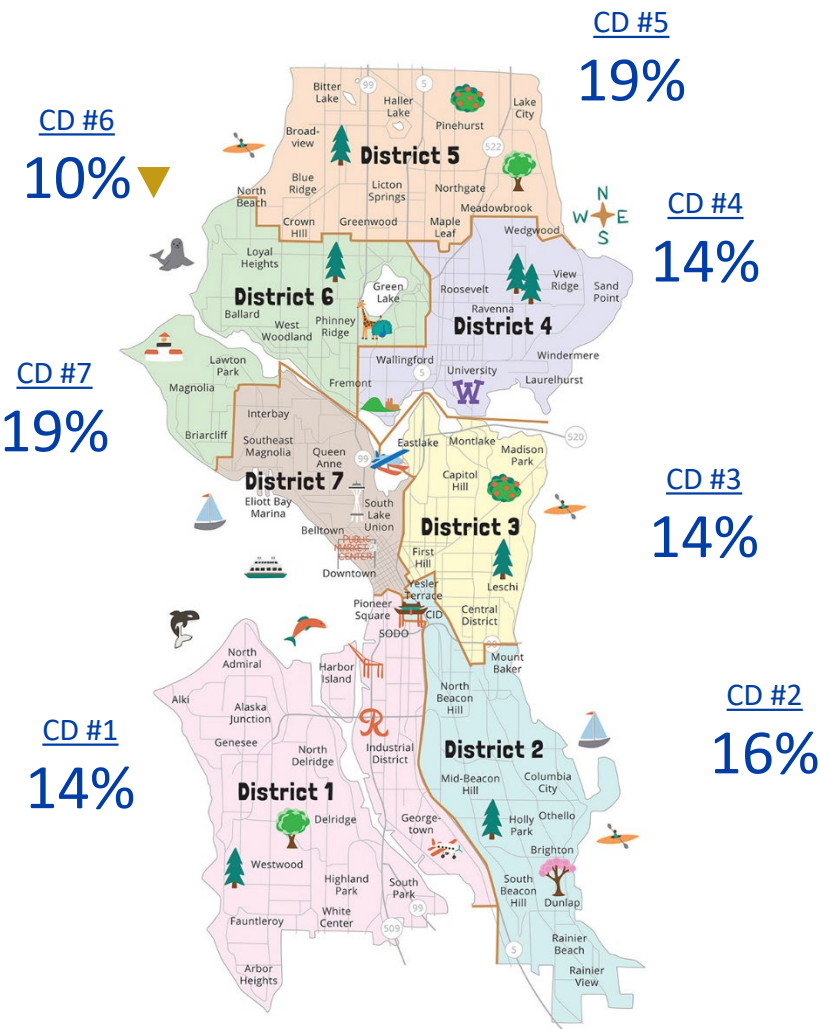 CD #5
19%
CD #6
10%
CD #4
14%
CD #7
19%
CD #3
14%
CD #2
16%
CD #1
14%
Bitter
Lake
99
5
Haller
Lake
Lake
City
Pinehurst
Broad-
view
522
District 5
Blue
Ridge
Licton
Springs
Northgate
North
Beach
Meadowbrook
Crown
Hill
Greenwood
Maple
Leaf
Wedgwood
N
W
E
S
Loyal
Heights
Green
Lake
Roosevelt
View
Ridge
Sand
Point
District 6
Ravenna
Ballard
West
Woodland
Phinney
Ridge
District 4
Windermere
Lawton
Park
Wallingford
5
University
Laurelhurst
Magnolia
Fremont
W
Interbay
Briarcliff
Southeast
Magnolia
Queen
Anne
99
Eastlake
Montlake
520
Madison
Park
District 7
Capitol
Hill
Eliott Bay
Marina
South
Lake
Union
District 3
Belltown
PUBLIC
MARKET
CENTER
First
Hill
Downtown
Yesler
Terrace
Leschi
Pioneer
Square
CID
Central
District
SODO
90
Mount
Baker
North
Admiral
Harbor
Island
Alki
Alaska
Junction
North
Beacon
Hill
R
Genesee
North
Delridge
Industrial
District
District 2
District 1
Mid-Beacon
Hill
Columbia
City
Delridge
George-
town
Holly
Park
Othello
Brighton
Westwood
Highland
Park
South
Park
South
Beacon
Hill
Dunlap
White
Center
99
Fauntleroy
509
Rainier
Beach
5
Arbor
Heights
Rainier
View